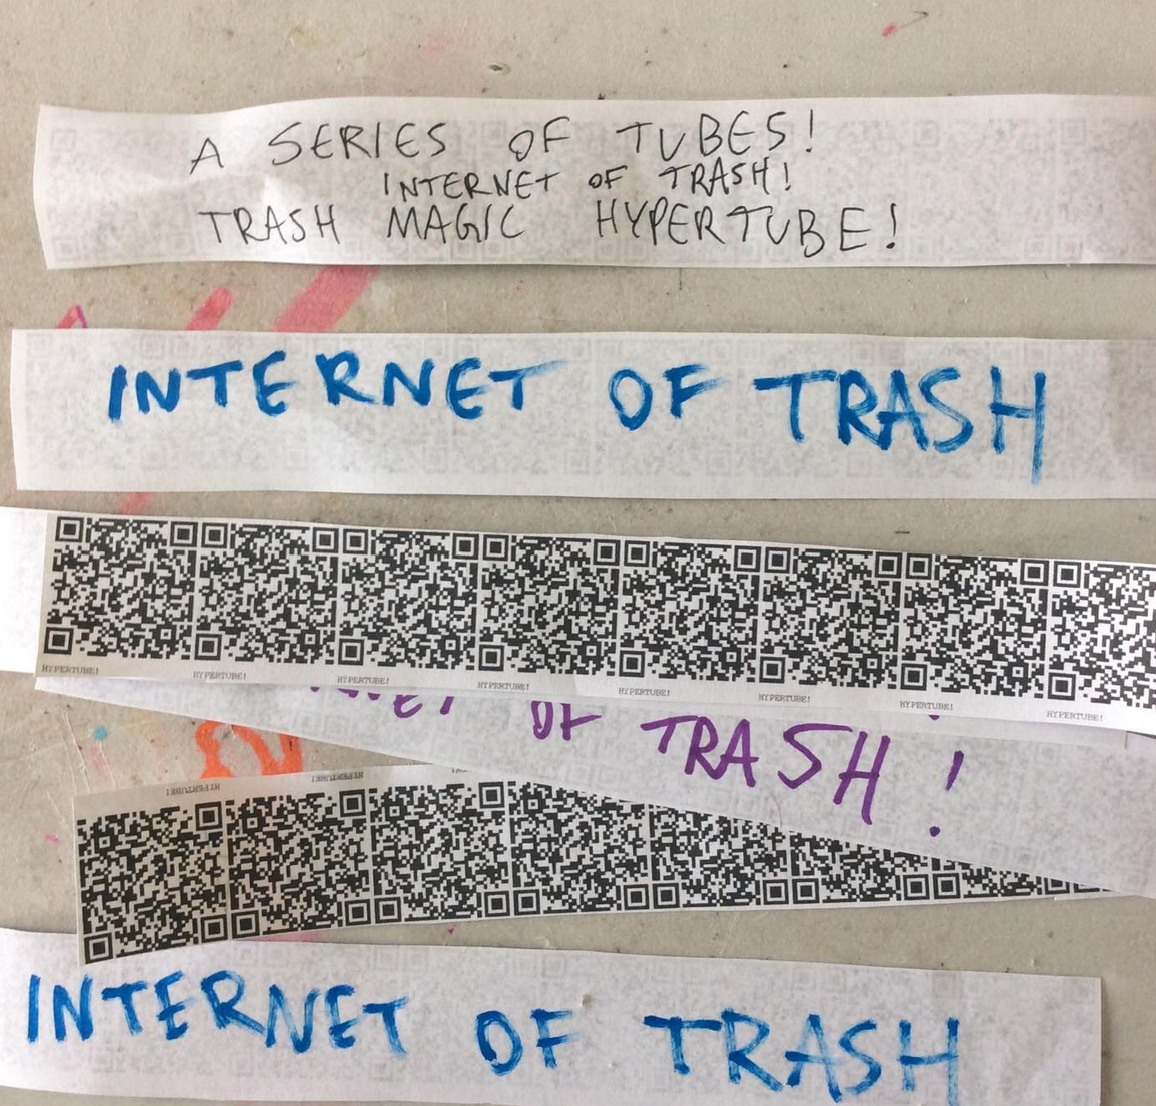 A SERIES OF TUBES!
INTERNET OF TRASH!
TRASH MAGIC HYPERTUBE!
INTERNET OF TRASH
HYPERTUBE! HYPERTUBE! HYPERTUBE! HYPERTUBE! HYPERTUBE! HYPERTUBE! HYPERTUBE! HYPERTUBE!
OF TRASH!
HYPERTUBE! HYPERTUBE!
INTERNET OF TRASH